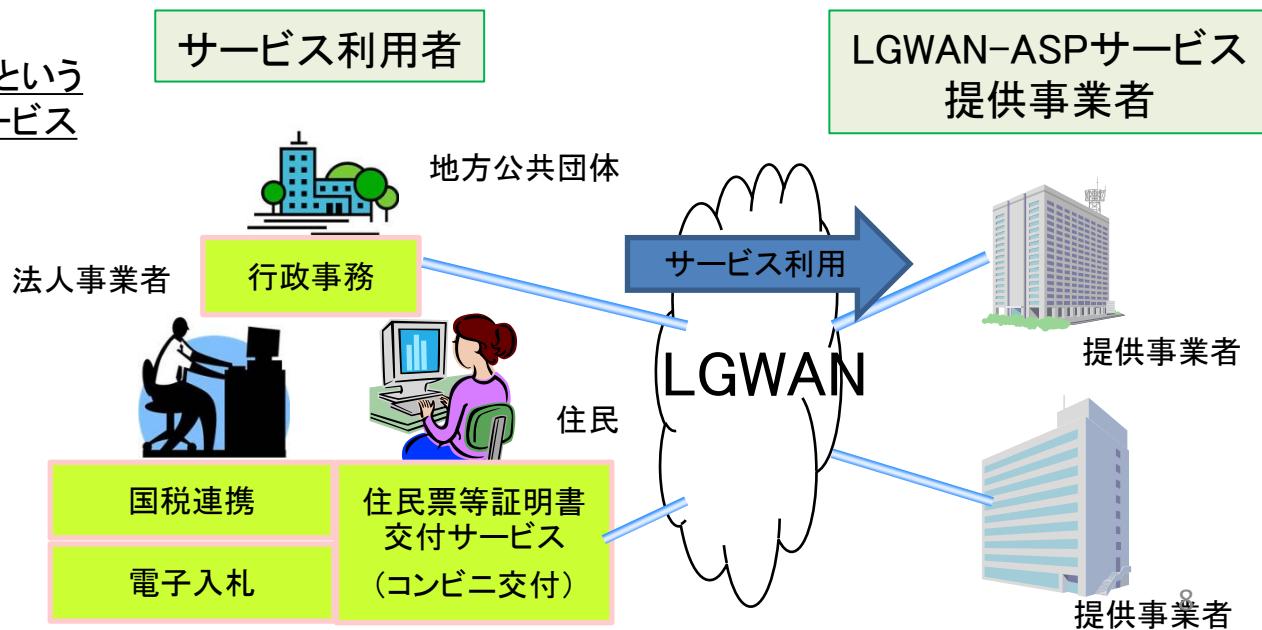 サービス利用者
LGWAN-ASPサービス
提供事業者
という
ービス
地方公共団体
行政事務
法人事業者
サービス利用
LGWAN
提供事業者
住民
国税連携
電子入札
住民票等証明書
交付サービス
(コンビニ交付)
提供事業者
8